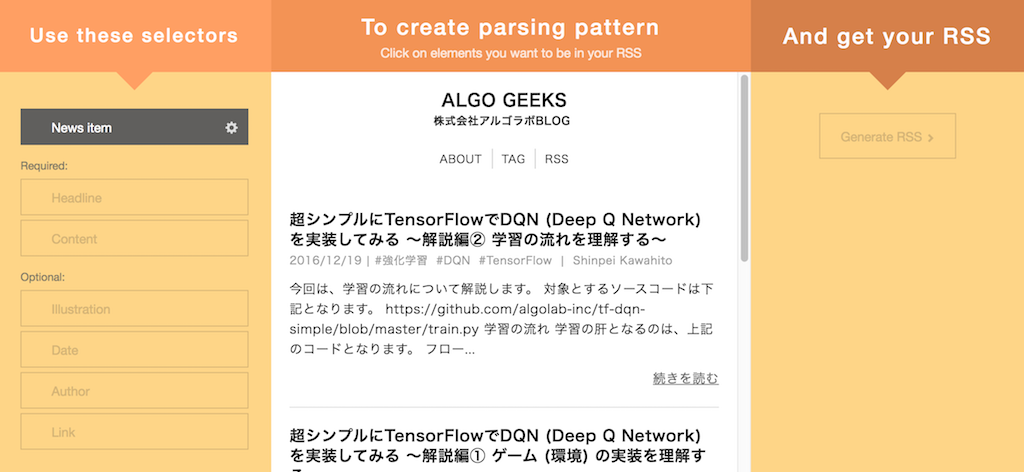 Use these selectors
To create parsing pattern
Click on elements you want to be in your RSS
And get your RSS
News item
Required:
Headline
Content
Optional:
Illustration
Date
Author
Link
ALGO GEEKS
株式会社アルゴラボBLOG
ABOUT | TAG | RSS
超シンプルにTensorFlowでDQN (Deep Q Network)
を実装してみる 〜解説編② 学習の流れを理解する〜
2016/12/19 | #強化学習 #DQN #TensorFlow | Shinpei Kawahito
今回は、学習の流れについて解説します。 対象とするソースコードは下
記となります。 https://github.com/algolab-inc/tf-dqn-
simple/blob/master/train.py 学習の流れ 学習の肝となるのは、上記
のコードとなります。 フロー...
続きを読む
超シンプルにTensorFlowでDQN (Deep Q Network)
を実装してみる 〜解説編① ゲーム (環境) の実装を理解す
Generate RSS >